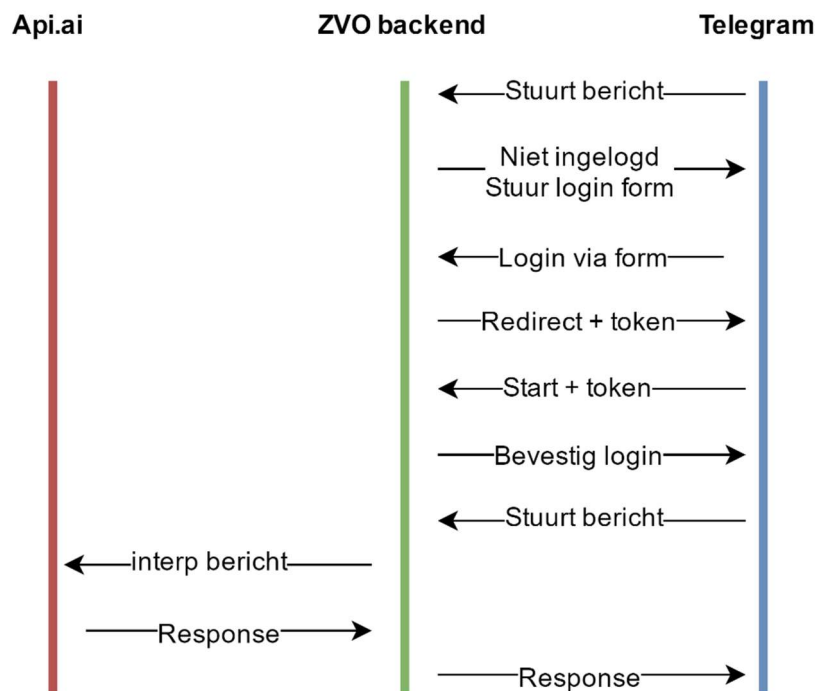 Api.ai
ZVO backend
Telegram
Stuurt bericht
Niet ingelogd
Stuur login form
Login via form
Redirect + token
Start + token
Bevestig login
Stuurt bericht
interp bericht
Response
Response